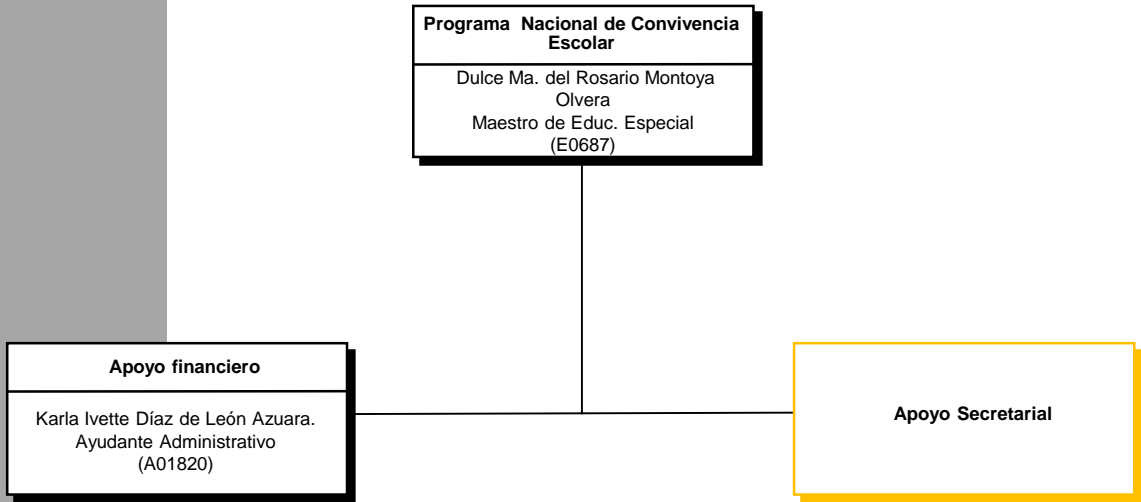 Programa Nacional de Convivencia
Escolar
Dulce Ma. del Rosario Montoya
Olvera
Maestro de Educ. Especial
(E0687)
Apoyo financiero
Karla Ivette Díaz de León Azuara.
Ayudante Administrativo
(A01820)
Apoyo Secretarial